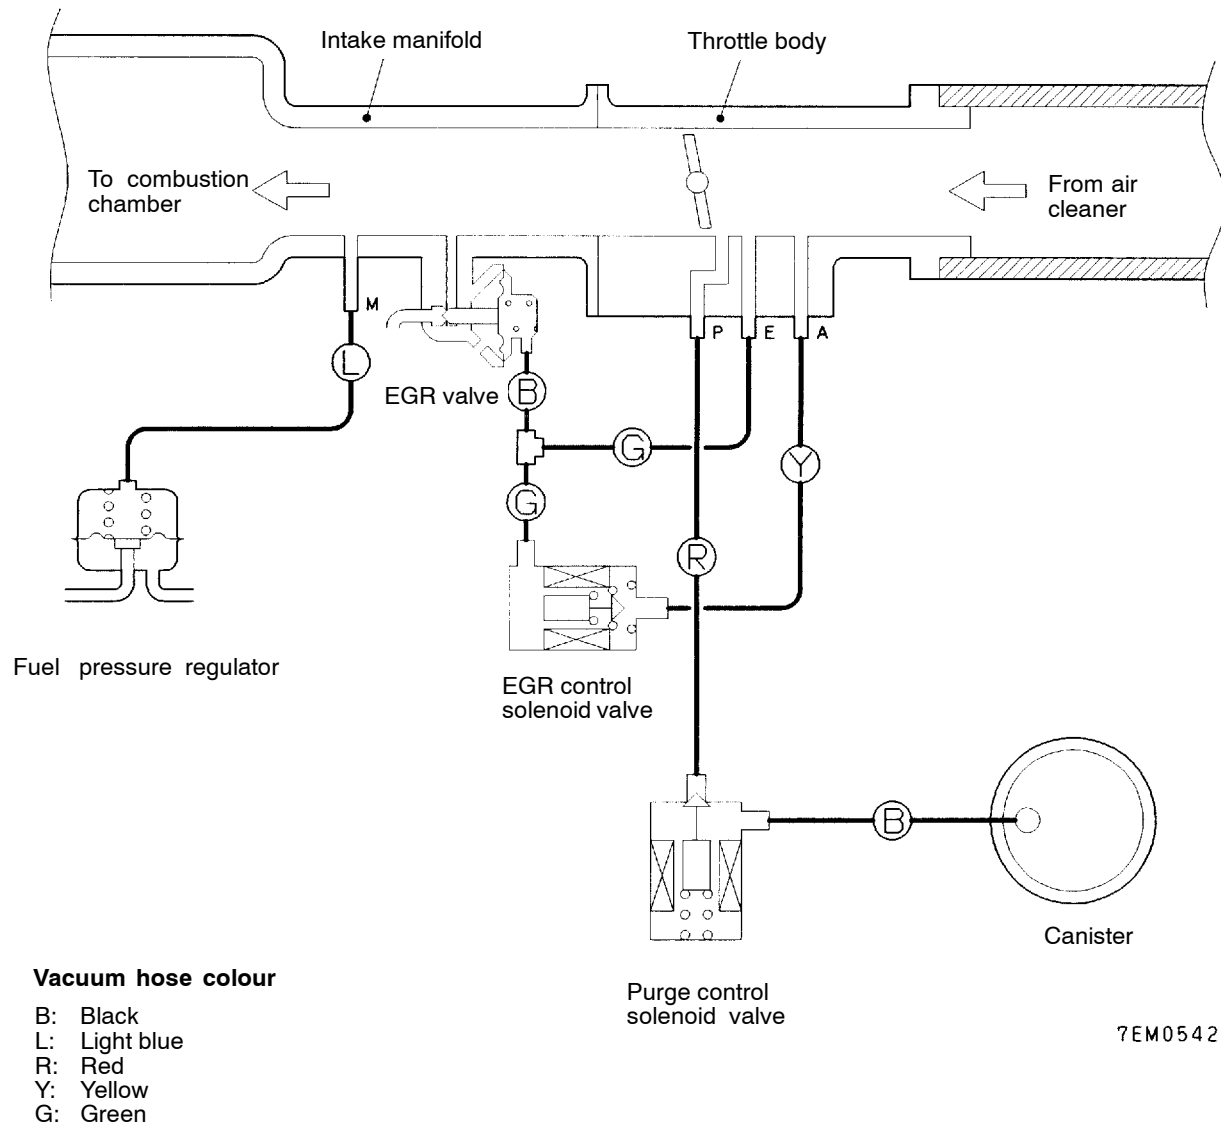 Intake manifold
Throttle body
To combustion
chamber
From air
cleaner
M
P
E
A
L
EGR valve
B
G
Y
G
R
Fuel pressure regulator
EGR control
solenoid valve
B
Canister
Purge control
solenoid valve
Vacuum hose colour
B: Black
L: Light blue
R: Red
Y: Yellow
G: Green
7EM0542